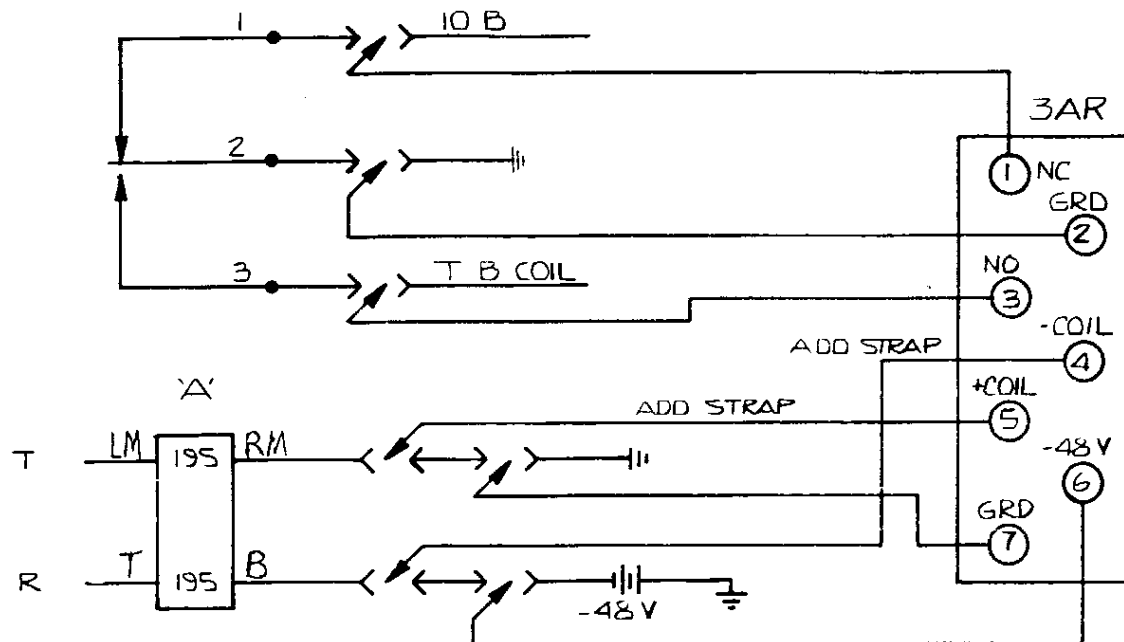 1
10 B
3AR
1 NC
2
GRD
2
3
T B COIL
NO
3
ADD STRAP
-COIL
4
'A'
ADD STRAP
+COIL
5
T
LM
195
RM
-48 V
6
GRD
7
R
T
195
B
-48 V